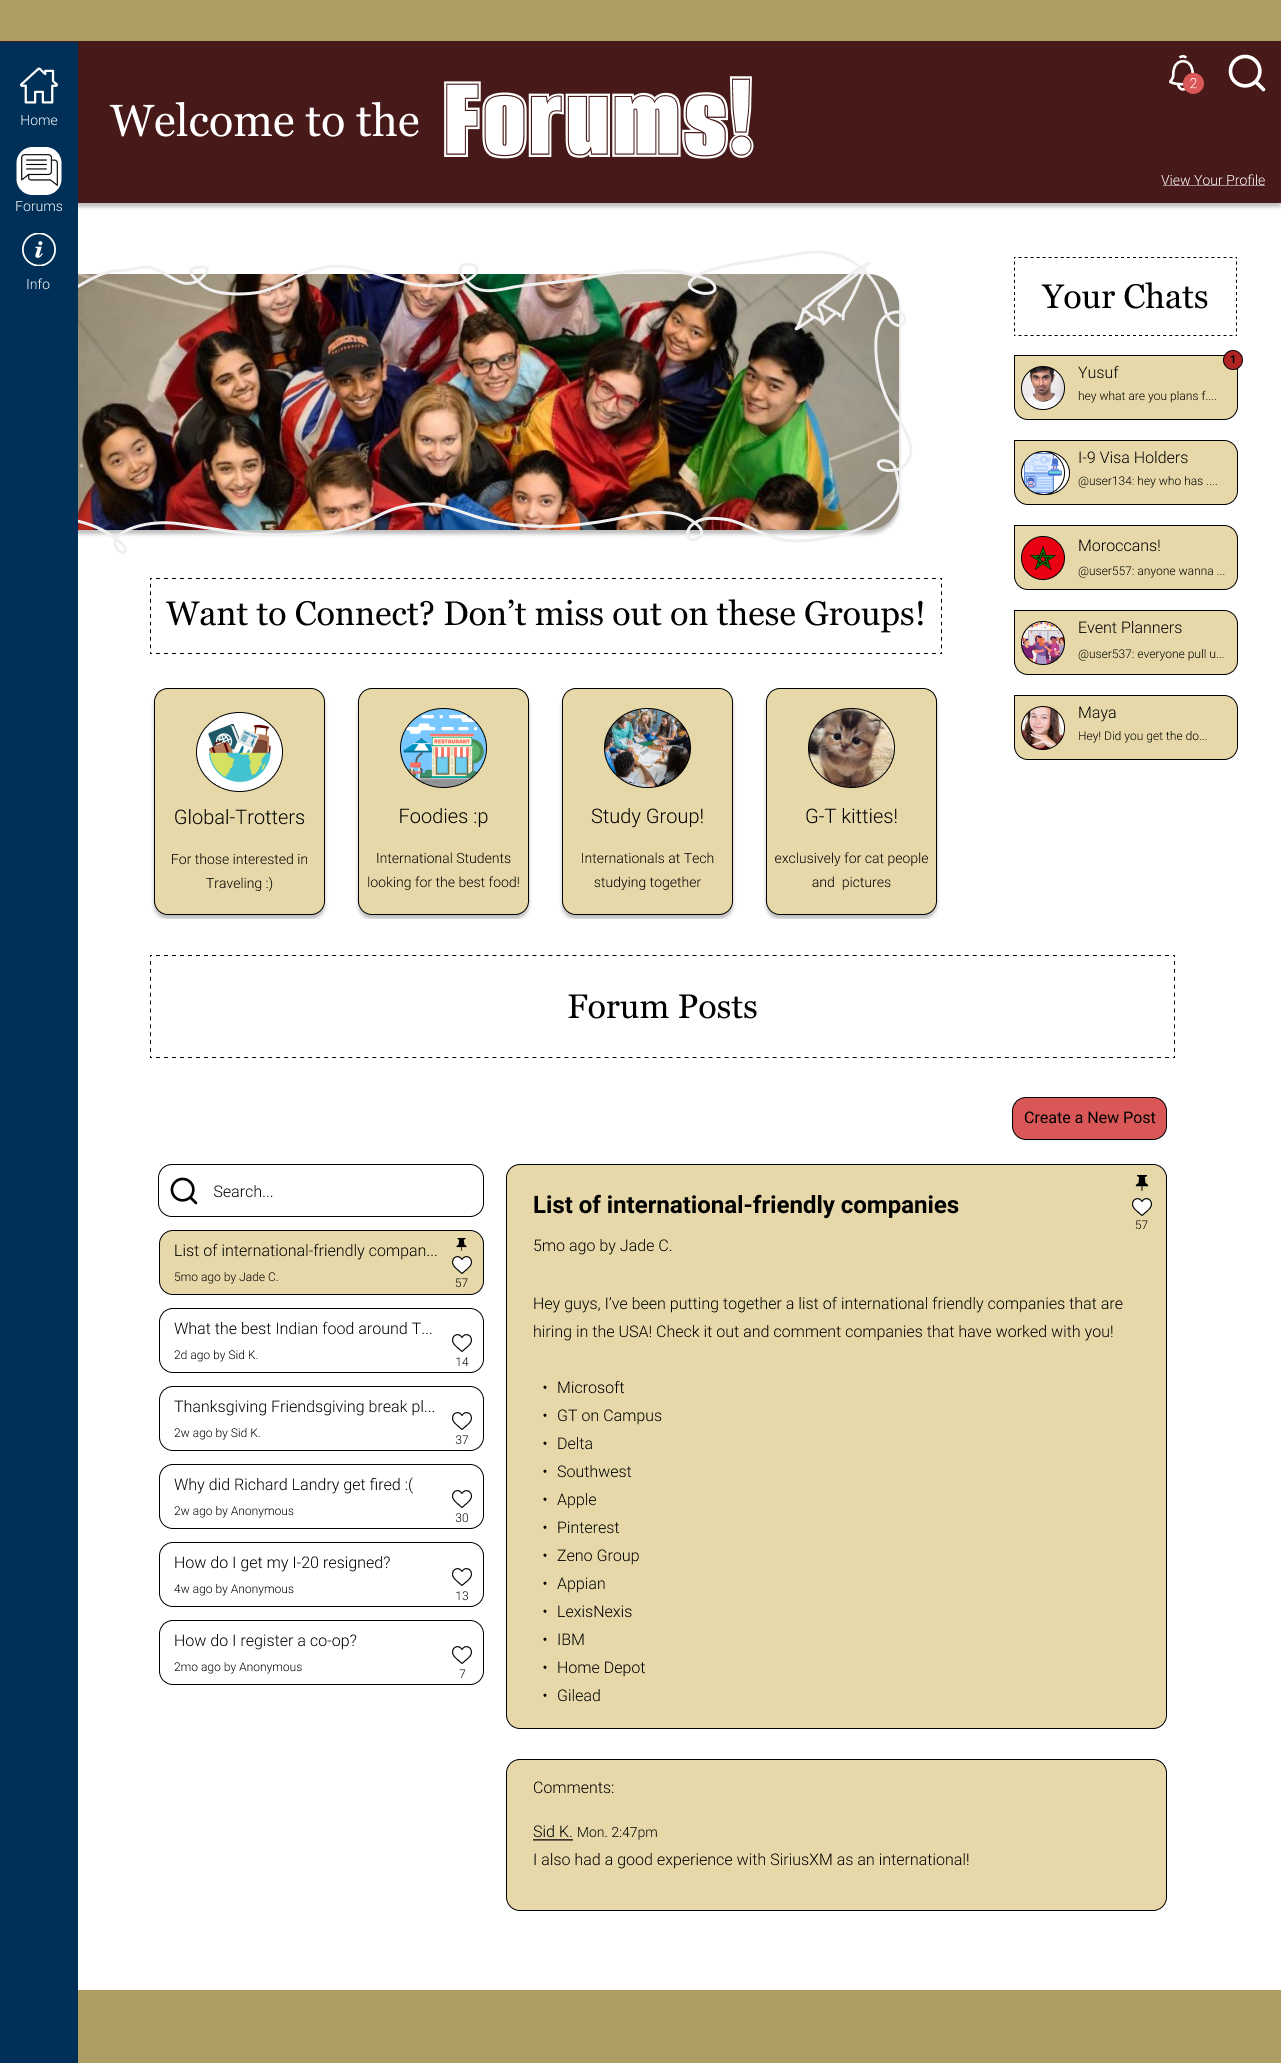 Home
Forums
Info
Welcome to the Forums!
2
View Your Profile
Your Chats
1
Yusuf
hey what are you plans f....
I-9 Visa Holders
@user134: hey who has ....
Moroccans!
@user557: anyone wanna ...
Event Planners
@user537: everyone pull u...
Maya
Hey! Did you get the do...
Want to Connect? Don’t miss out on these Groups!
Global-Trotters
For those interested in
Traveling :)
RESTAURANT
Foodies :p
International Students
looking for the best food!
Study Group!
Internationals at Tech
studying together
G-T kitties!
exclusively for cat people
and pictures
Forum Posts
Create a New Post
Search...
List of international-friendly compan...
5mo ago by Jade C.
57
What the best Indian food around T...
2d ago by Sid K.
14
Thanksgiving Friendsgiving break pl...
2w ago by Sid K.
37
Why did Richard Landry get fired :(
2w ago by Anonymous
30
How do I get my I-20 resigned?
4w ago by Anonymous
13
How do I register a co-op?
2mo ago by Anonymous
7
List of international-friendly companies
57
5mo ago by Jade C.
Hey guys, I’ve been putting together a list of international friendly companies that are
hiring in the USA! Check it out and comment companies that have worked with you!
• Microsoft
• GT on Campus
• Delta
• Southwest
• Apple
• Pinterest
• Zeno Group
• Appian
• LexisNexis
• IBM
• Home Depot
• Gilead
Comments:
Sid K. Mon. 2:47pm
I also had a good experience with SiriusXM as an international!